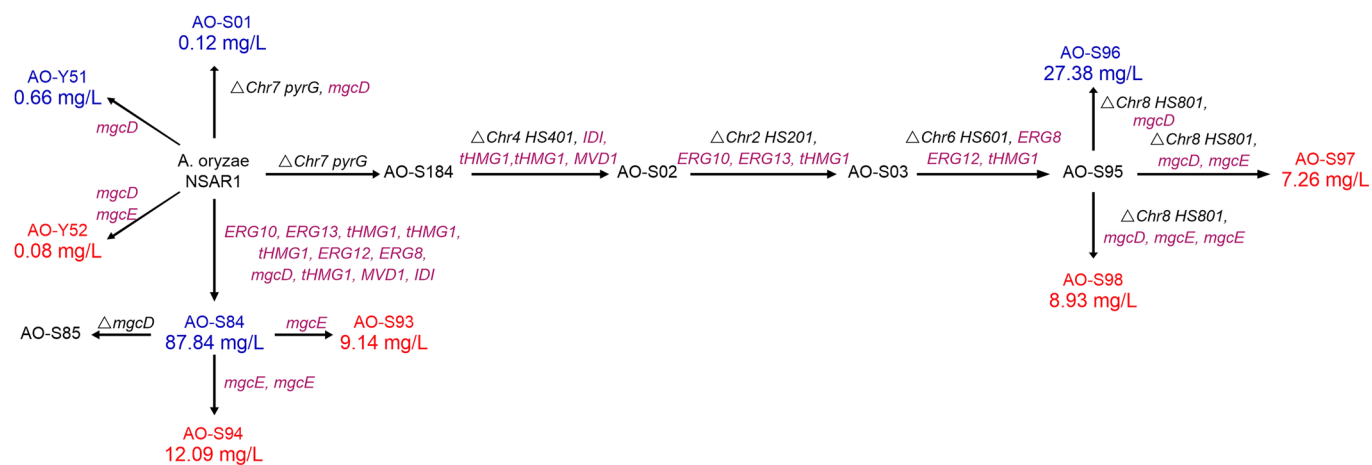 AO-S01
0.12 mg/L
AO-Y51
0.66 mg/L
△Chr7 pyrG, mgcD
mgcD
A. oryzae
NSAR1
△Chr7 pyrG
AO-S184
△Chr4 HS401, IDI,
tHMG1,tHMG1, MVD1
AO-S02
△Chr2 HS201,
ERG10, ERG13, tHMG1
AO-S03
△Chr6 HS601, ERG8
ERG12, tHMG1
AO-S95
AO-S96
27.38 mg/L
△Chr8 HS801,
mgcD
△Chr8 HS801,
mgcD, mgcE
AO-S97
7.26 mg/L
△Chr8 HS801,
mgcD, mgcE, mgcE
AO-S98
8.93 mg/L
mgcD
mgcE
AO-Y52
0.08 mg/L
ERG10, ERG13, tHMG1, tHMG1,
tHMG1, ERG12, ERG8,
mgcD, tHMG1, MVD1, IDI
AO-S85
△mgcD
AO-S84
87.84 mg/L
mgcE
AO-S93
9.14 mg/L
mgcE, mgcE
AO-S94
12.09 mg/L